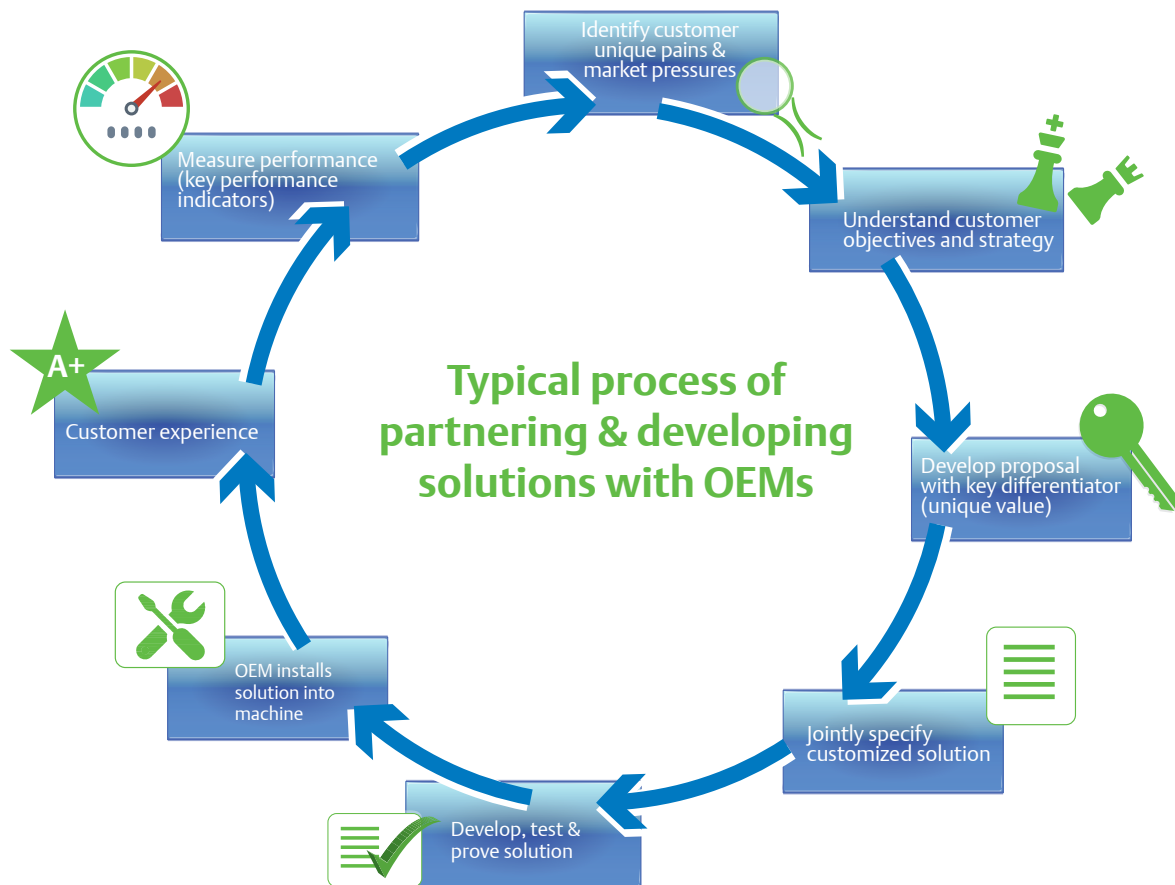 Identify customer
unique pains &
market pressures
Understand customer
objectives and strategy
Develop proposal
with key differentiator
(unique value)
Jointly specify
customized solution
Develop, test &
prove solution
OEM installs
solution into
machine
Customer experience
A+
Measure performance
(key performance
indicators)
Typical process of
partnering & developing
solutions with OEMs